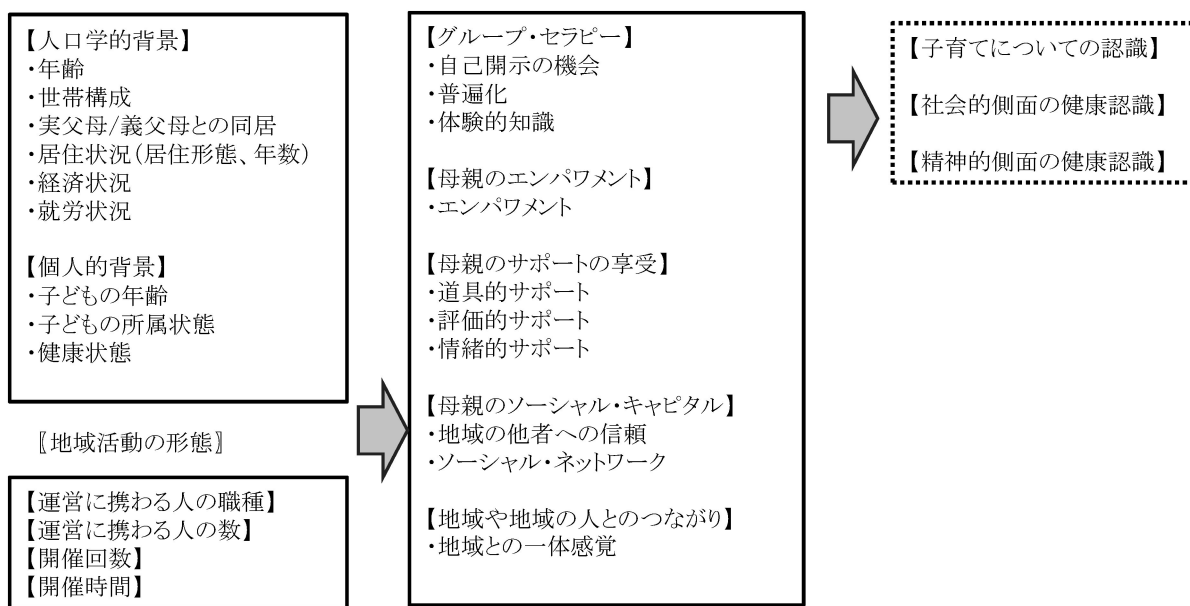 【人口学的背景】
・年齢
・世帯構成
・実父母/義父母との同居
・居住状況(居住形態、年数)
・経済状況
・就労状況
【個人的背景】
・子どもの年齢
・子どもの所属状態
・健康状態
〖地域活動の形態〗
【運営に携わる人の職種】
【運営に携わる人の数】
【開催回数】
【開催時間】
【グループ・セラピー】
・自己開示の機会
・普遍化
・体験的知識
【母親のエンパワメント】
・エンパワメント
【母親のサポートの享受】
・道具的サポート
・評価的サポート
・情緒的サポート
【母親のソーシャル・キャピタル】
・地域の他者への信頼
・ソーシャル・ネットワーク
【地域や地域の人とのつながり】
・地域との一体感覚
【子育てについての認識】
【社会的側面の健康認識】
【精神的側面の健康認識】